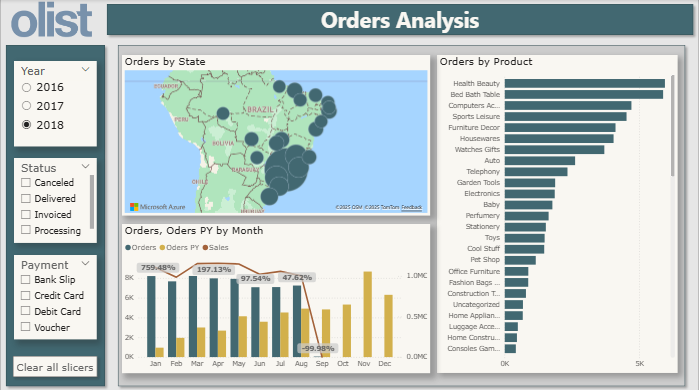 olist
Orders Analysis
Year
2016
2017
2018
Status
Canceled
Delivered
Invoiced
Processing
Payment
Bank Slip
Credit Card
Debit Card
Voucher
Clear all slicers
Orders by State
ECUADOR
PERU
BRAZIL
BOLIVIA
CHILE
Microsoft Azure
©2025 OSM ©2025 TomTom Feedback
Orders, Oders PY by Month
Orders Oders PY Sales
8K
6K
4K
2K
0K
759.48%
197.13%
97.54%
47.62%
-99.98%
1.0M€
0.5M€
0.0M€
Jan Feb Mar Apr May Jun Jul Aug Sep Oct Nov Dec
Orders by Product
Health Beauty
Bed Bath Table
Computers Ac...
Sports Leisure
Furniture Decor
Housewares
Watches Gifts
Auto
Telephony
Garden Tools
Electronics
Baby
Perfumery
Stationery
Toys
Cool Stuff
Pet Shop
Office Furniture
Fashion Bags ...
Construction T...
Uncategorized
Home Applian...
Luggage Acce...
Home Constru...
Consoles Gam...
0K 5K